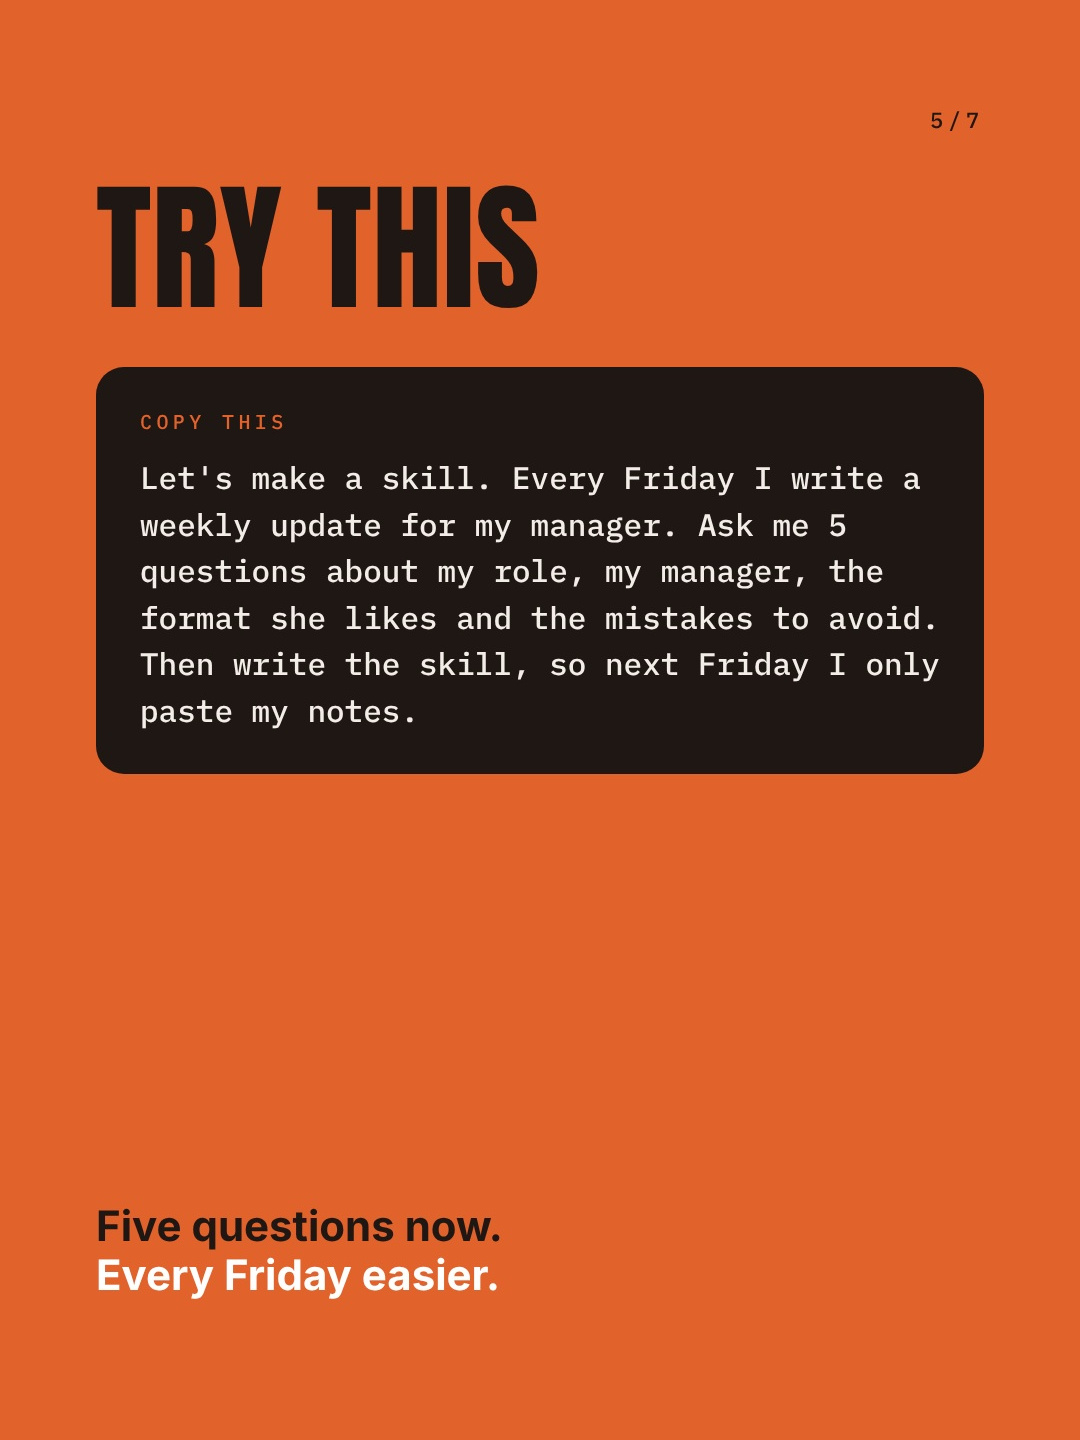 5 / 7
TRY THIS
COPY THIS
Let's make a skill. Every Friday I write a
weekly update for my manager. Ask me 5
questions about my role, my manager, the
format she likes and the mistakes to avoid.
Then write the skill, so next Friday I only
paste my notes.
Five questions now.
Every Friday easier.